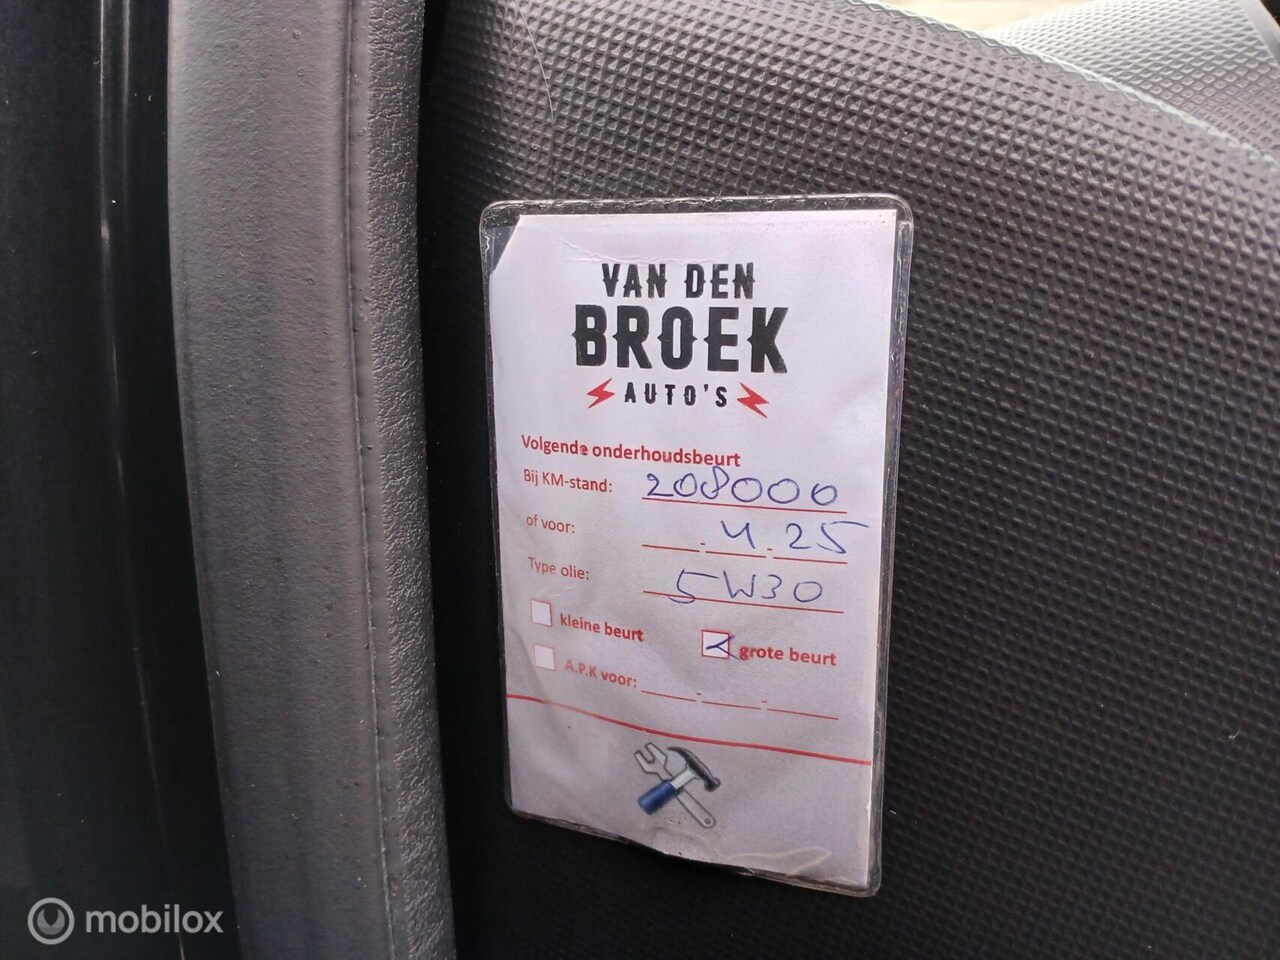 VAN DEN
BROEK
AUTO'S
Volgende onderhoudsbeurt
Bij KM-stand: 208000
of voor: . 4 . 25
Type olie: 5W30
kleine beurt grote beurt
A.P.K voor: - -
mobilox